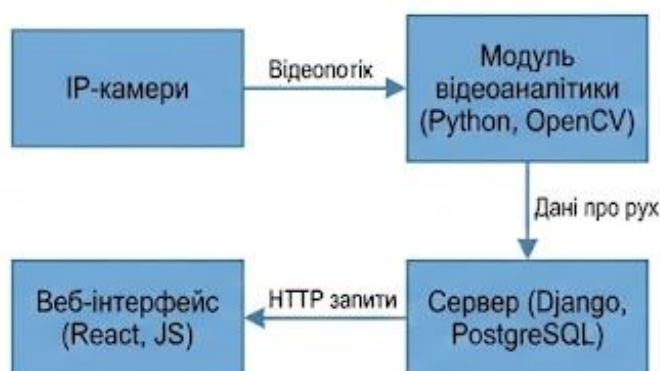 IP-камери
Відеопотік
Модуль
відеоаналітики
(Python, OpenCV)
Дані про рух
Веб-інтерфейс
(React, JS)
HTTP запити
Сервер (Django,
PostgreSQL)